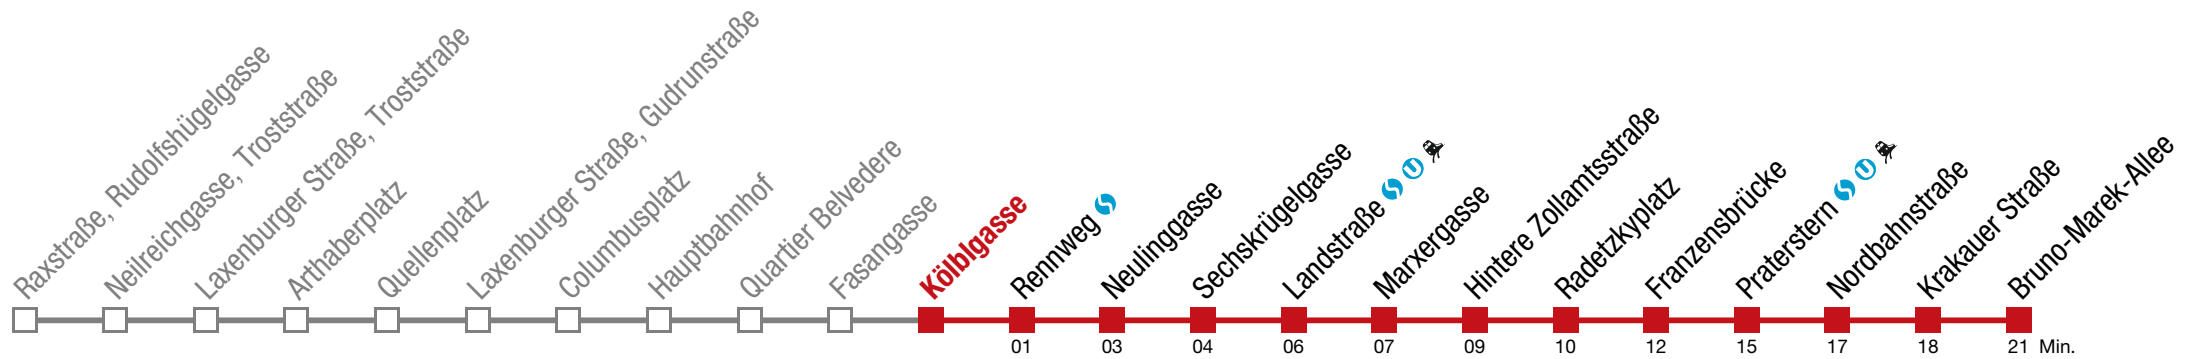 Raxstraße, Rudolfshügelgasse
Neilreichgasse, Troststraße
Laxenburger Straße, Troststraße
Arthaberplatz
Quellenplatz
Laxenburger Straße, Gudrunstraße
Columbusplatz
Hauptbahnhof
Quartier Belvedere
Fasangasse
Kölblgasse
Rennweg S
Neulinggasse
Sechskrügelgasse
Landstraße S U
Marxergasse
Hintere Zollamtsstraße
Radetzkyplatz
Franzensbrücke
Praterstern S U
Nordbahnstraße
Krakauer Straße
Bruno-Marek-Allee
01 03 04 06 07 09 10 12 15 17 18 21 Min.